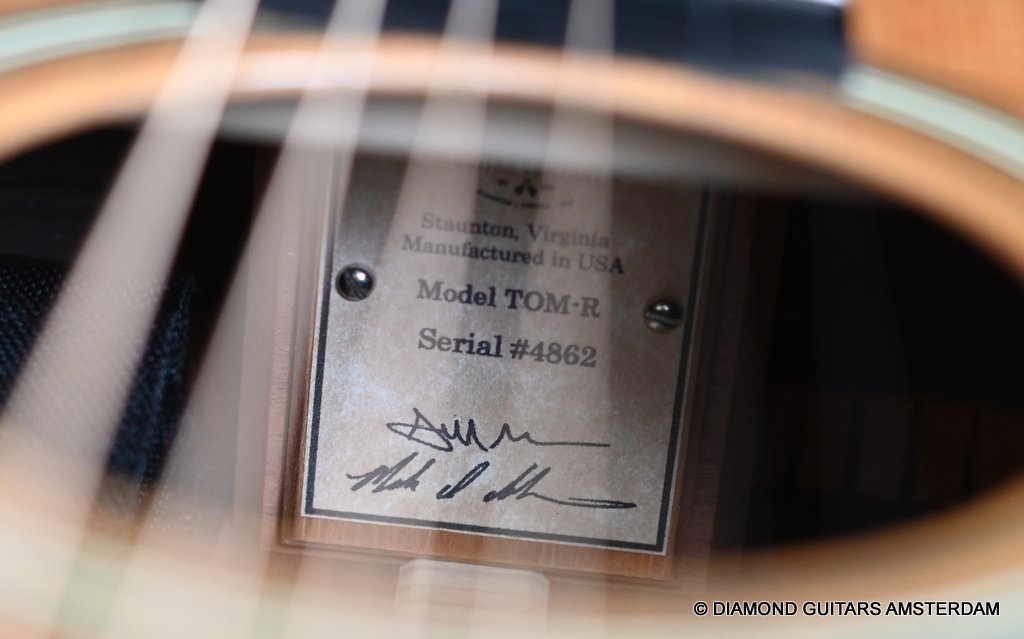 Staunton, Virginia
Manufactured in USA
Model TOM-R
Serial #4862
© DIAMOND GUITARS AMSTERDAM